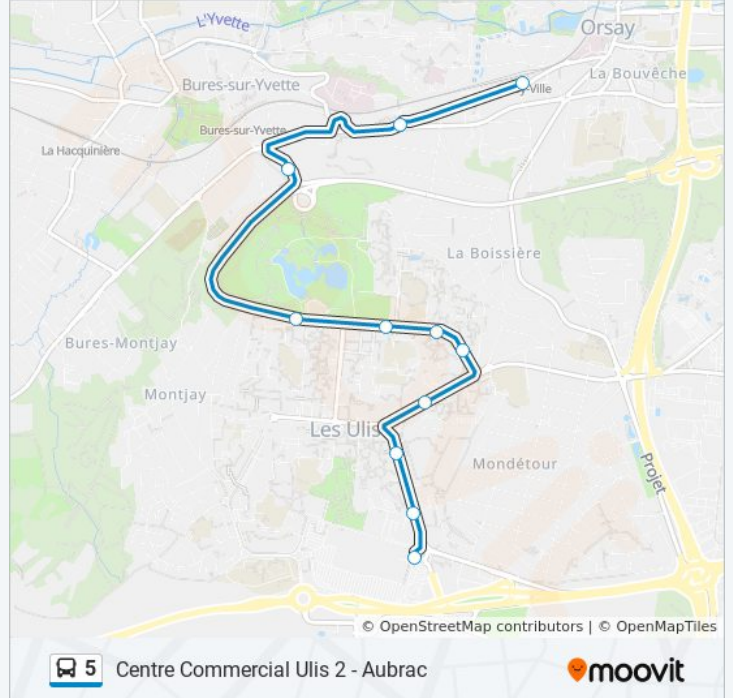 L'Yvette
Orsay
Bures-sur-Yvette
La Bouvêche
y-Ville
Bures-sur-Yvette
La Hacquinière
La Boissière
Bures-Montjay
Montjay
Les Ulis
Mondétour
Projet
© OpenStreetMap contributors | © OpenMapTiles
5 Centre Commercial Ulis 2 - Aubrac
moovit